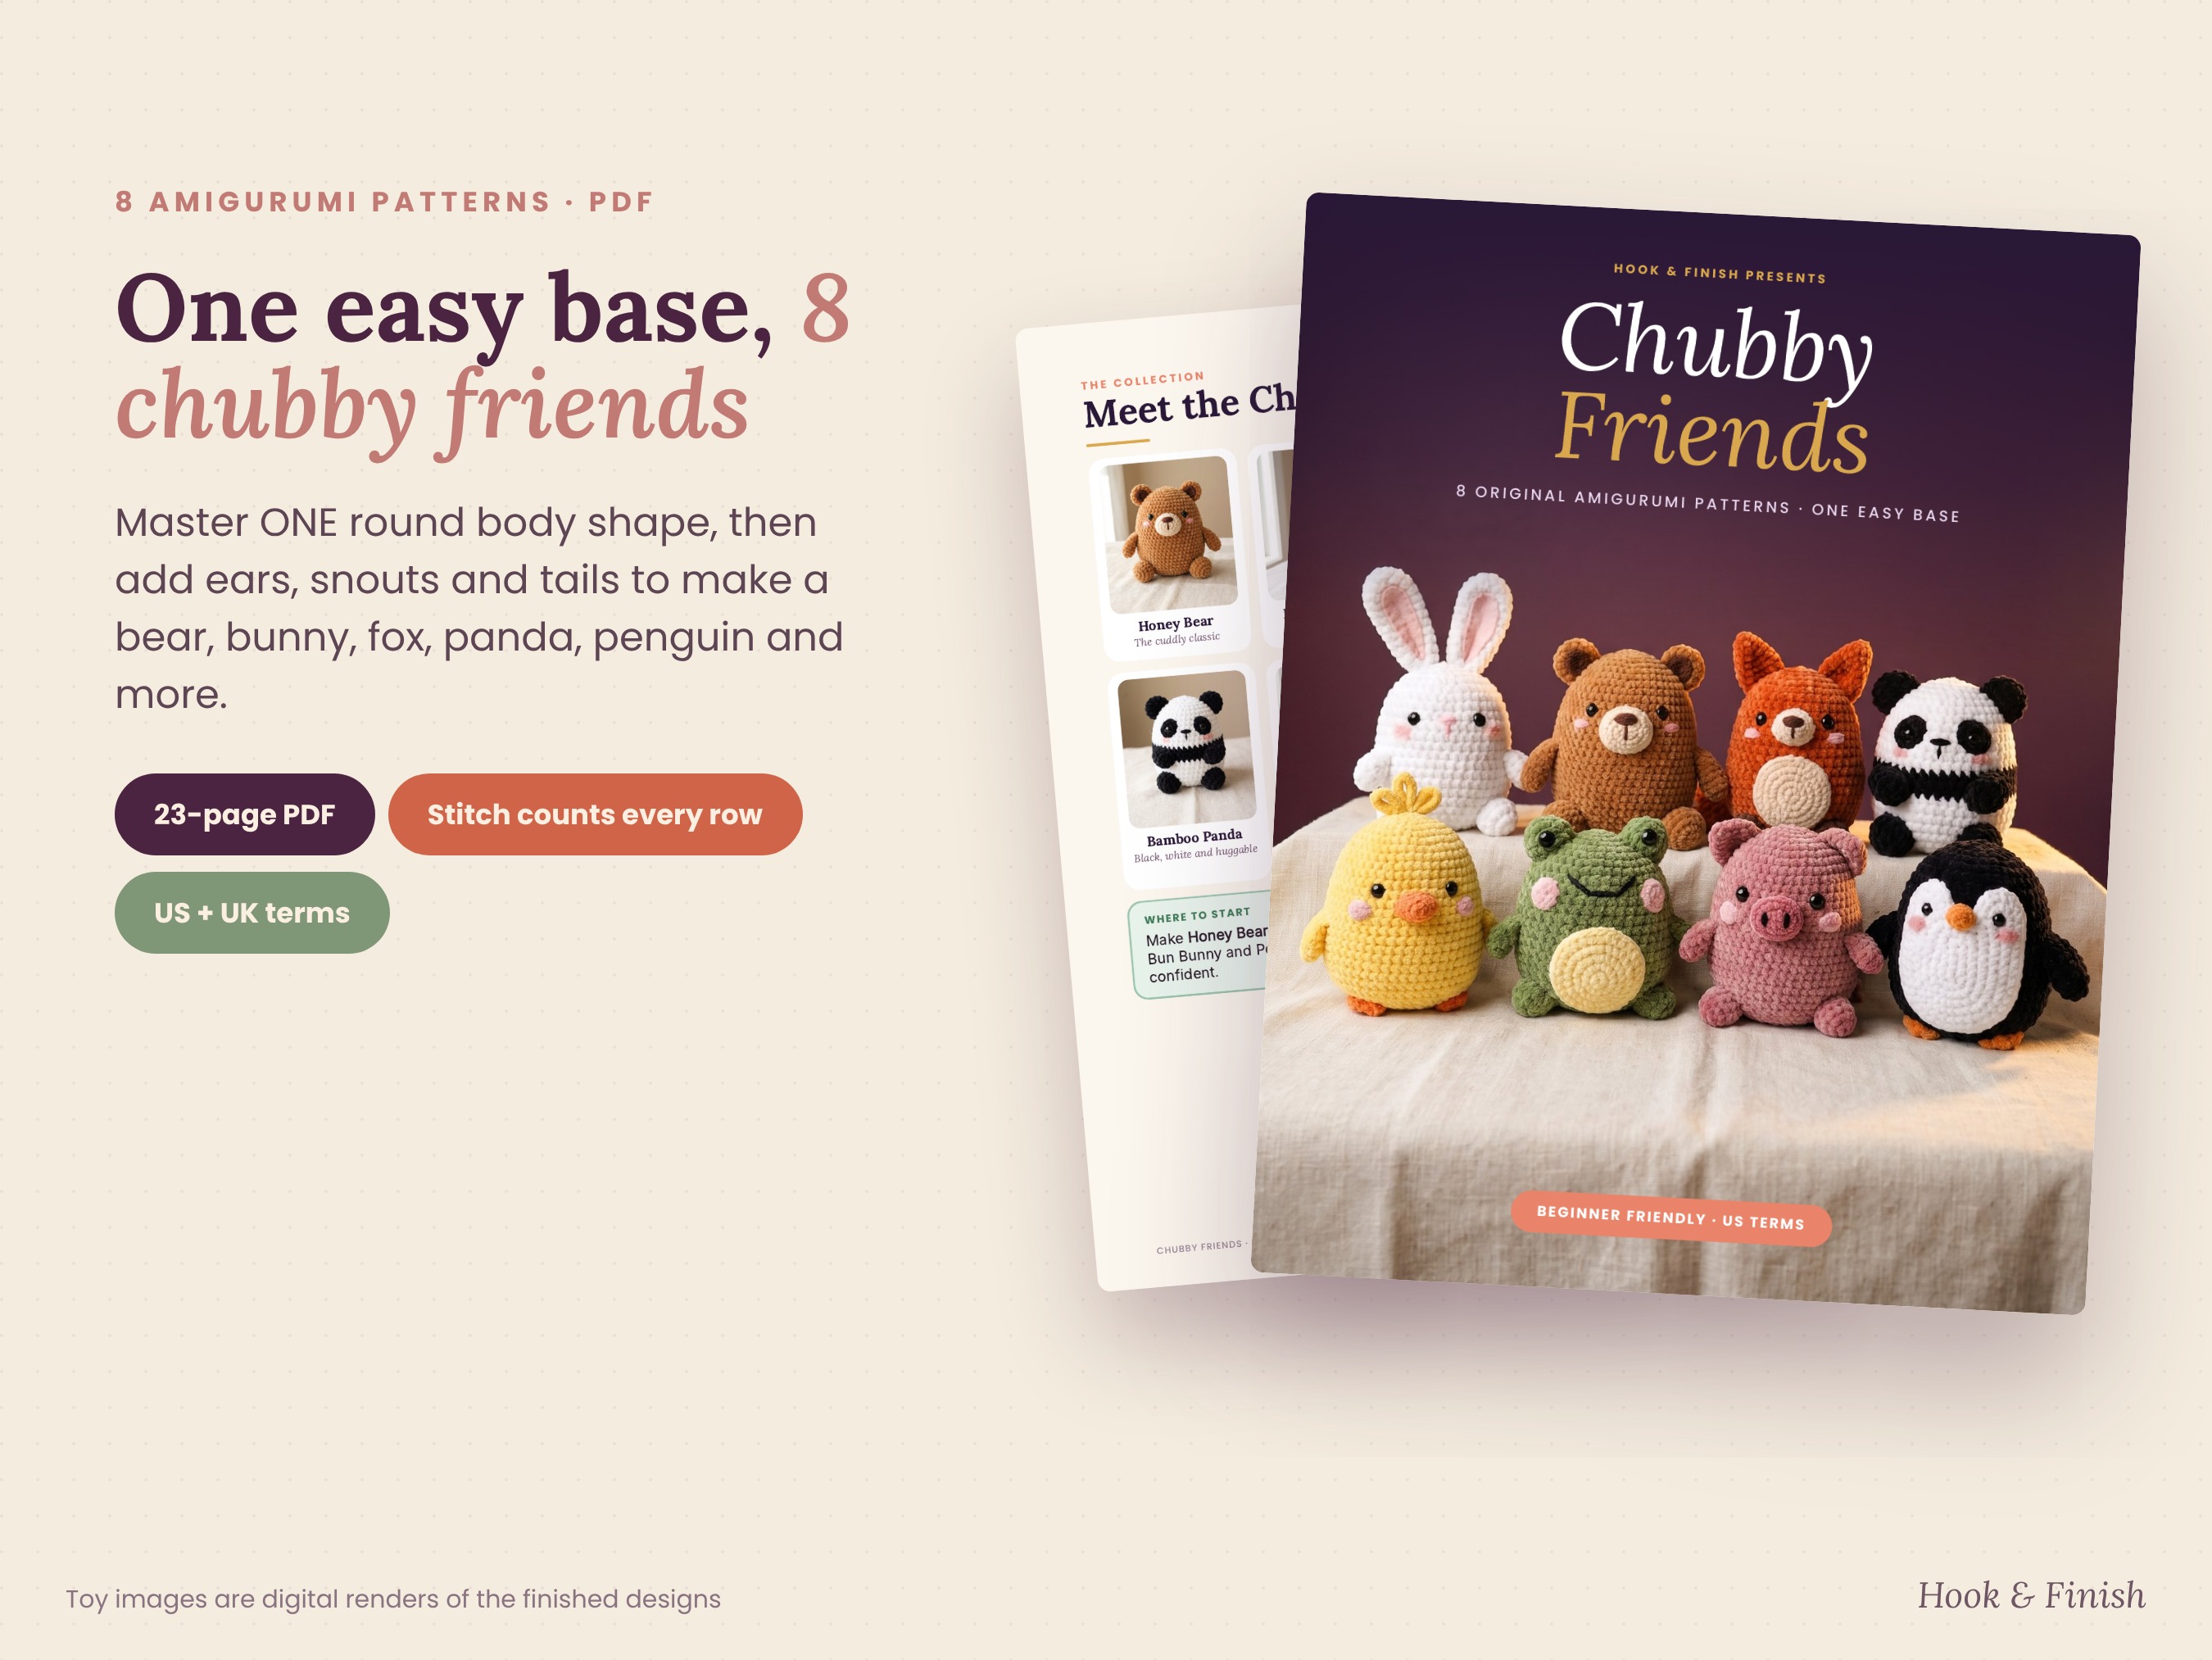 8 AMIGURUMI PATTERNS · PDF
One easy base, 8
chubby friends
Master ONE round body shape, then
add ears, snouts and tails to make a
bear, bunny, fox, panda, penguin and
more.
23-page PDF
Stitch counts every row
US + UK terms
THE COLLECTION
Meet the Ch
Honey Bear
The cuddly classic
Bamboo Panda
Black, white and huggable
WHERE TO START
Make Honey Bear
Bun Bunny and
confident.
CHUBBY FRIENDS ·
HOOK & FINISH PRESENTS
Chubby
Friends
8 ORIGINAL AMIGURUMI PATTERNS · ONE EASY BASE
BEGINNER FRIENDLY · US TERMS
Toy images are digital renders of the finished designs
Hook & Finish